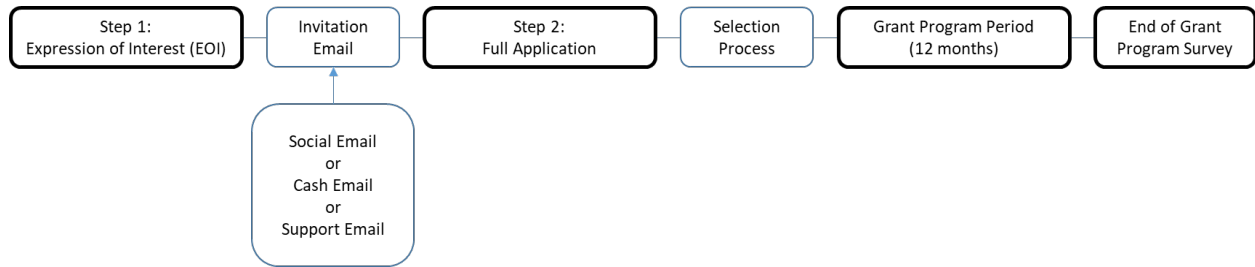 Step 1:
Expression of Interest (EOI)
Invitation
Email
Step 2:
Full Application
Selection
Process
Grant Program Period
(12 months)
End of Grant
Program Survey
Social Email
or
Cash Email
or
Support Email